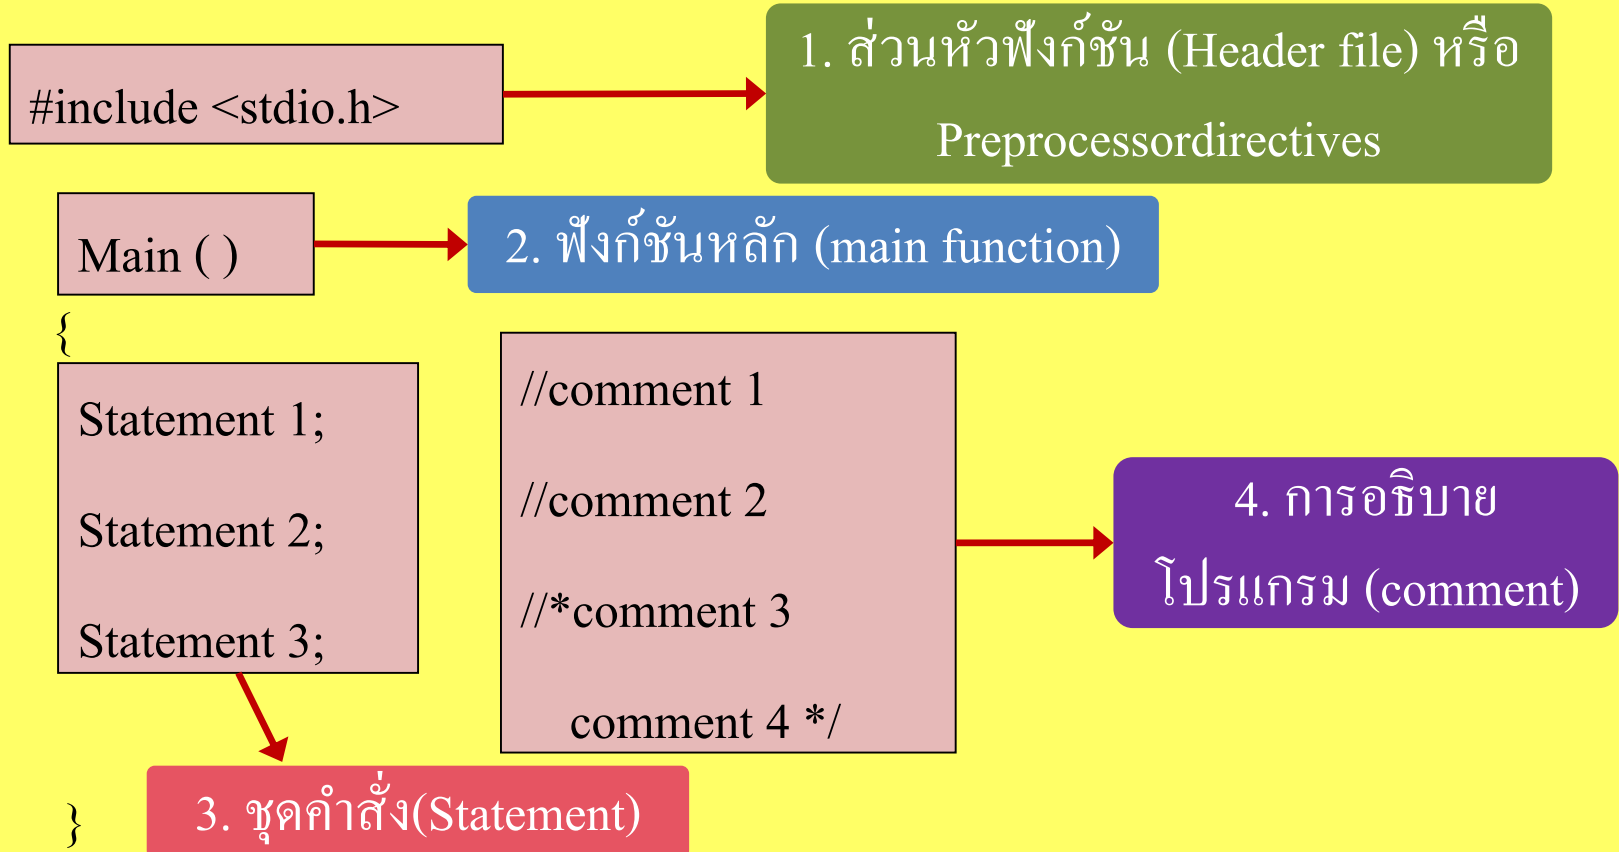 #include <stdio.h>
1. ส่วนหัวฟังก์ชัน (Header file) หรือ
Preprocessordirectives
Main ( )
2. ฟังก์ชันหลัก (main function)
{
Statement 1;
Statement 2;
Statement 3;
//comment 1
//comment 2
//*comment 3
comment 4 */
4. การอธิบาย
โปรแกรม (comment)
3. ชุดคำสั่ง(Statement)
}